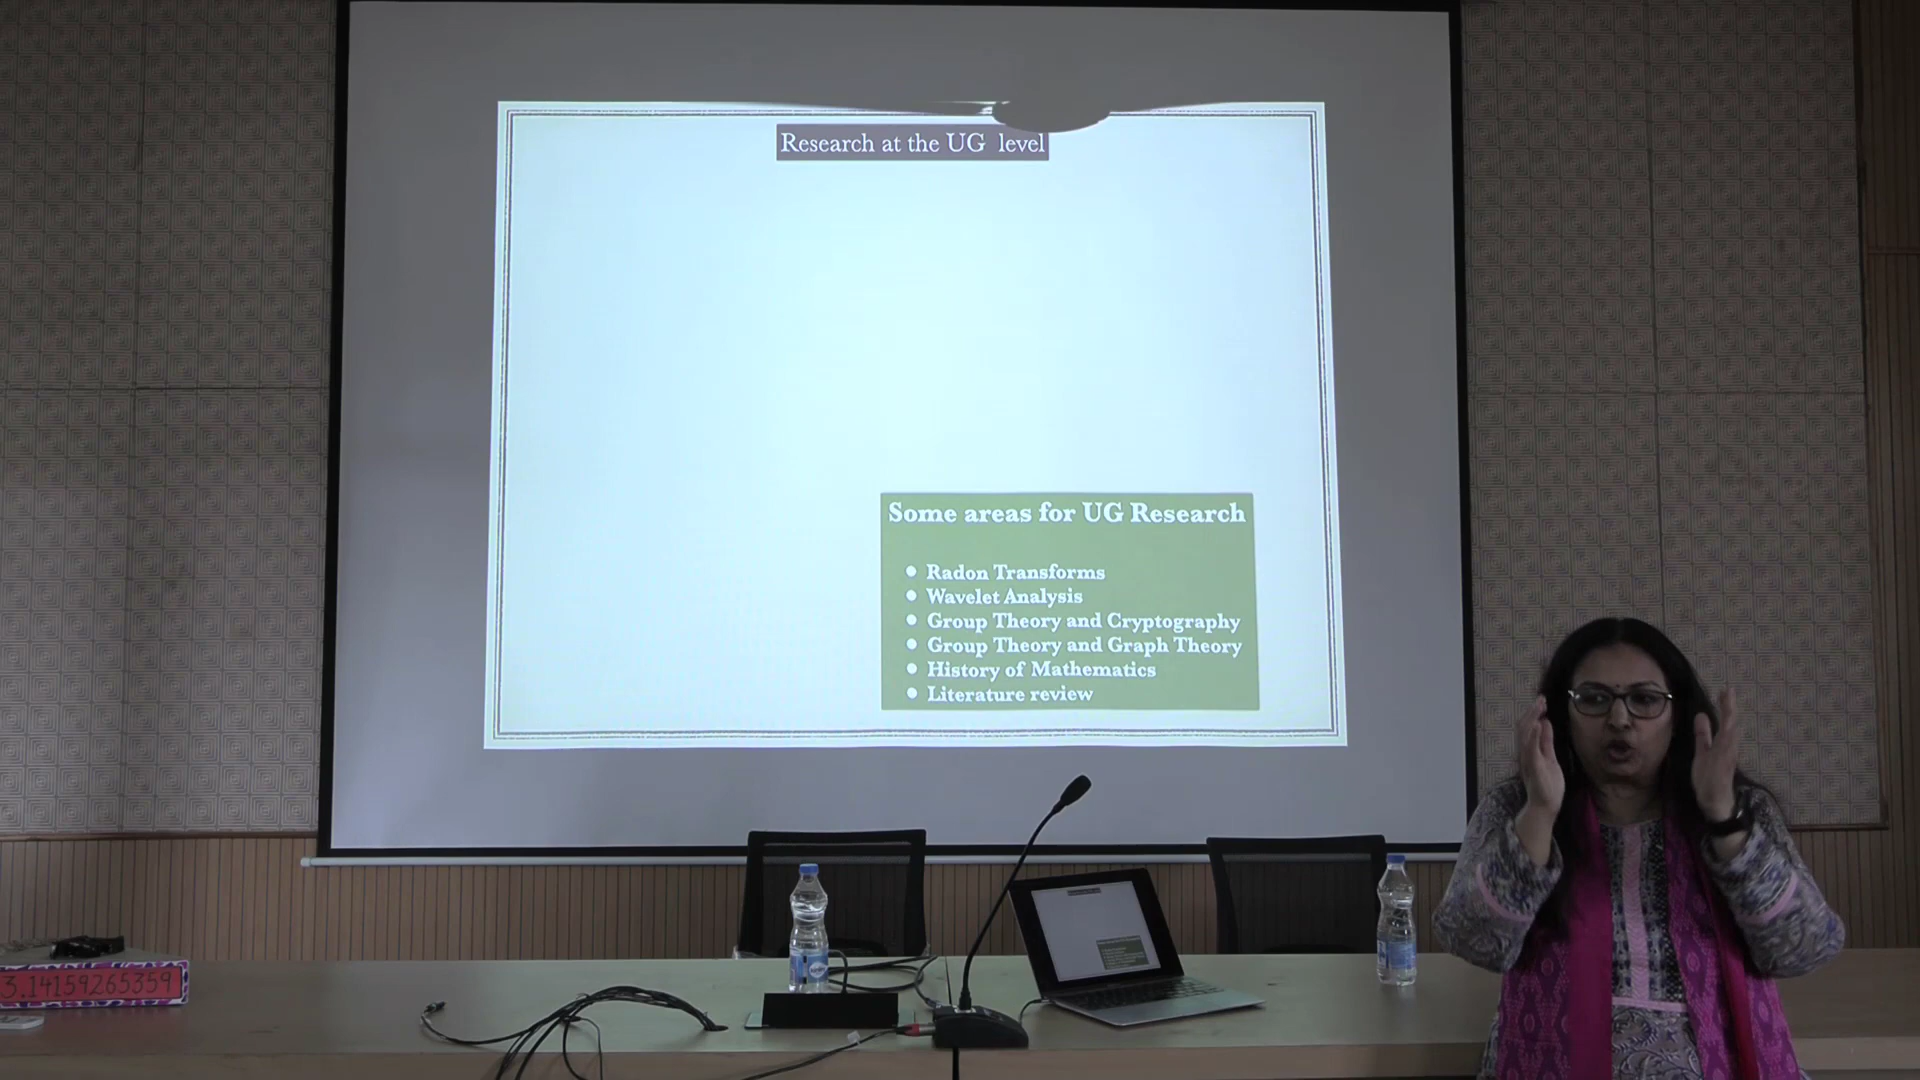 Research at the UG level
Some areas for UG Research
Radon Transforms
Wavelet Analysis
Group Theory and Cryptography
Group Theory and Graph Theory
History of Mathematics
Literature review
3.14159265359